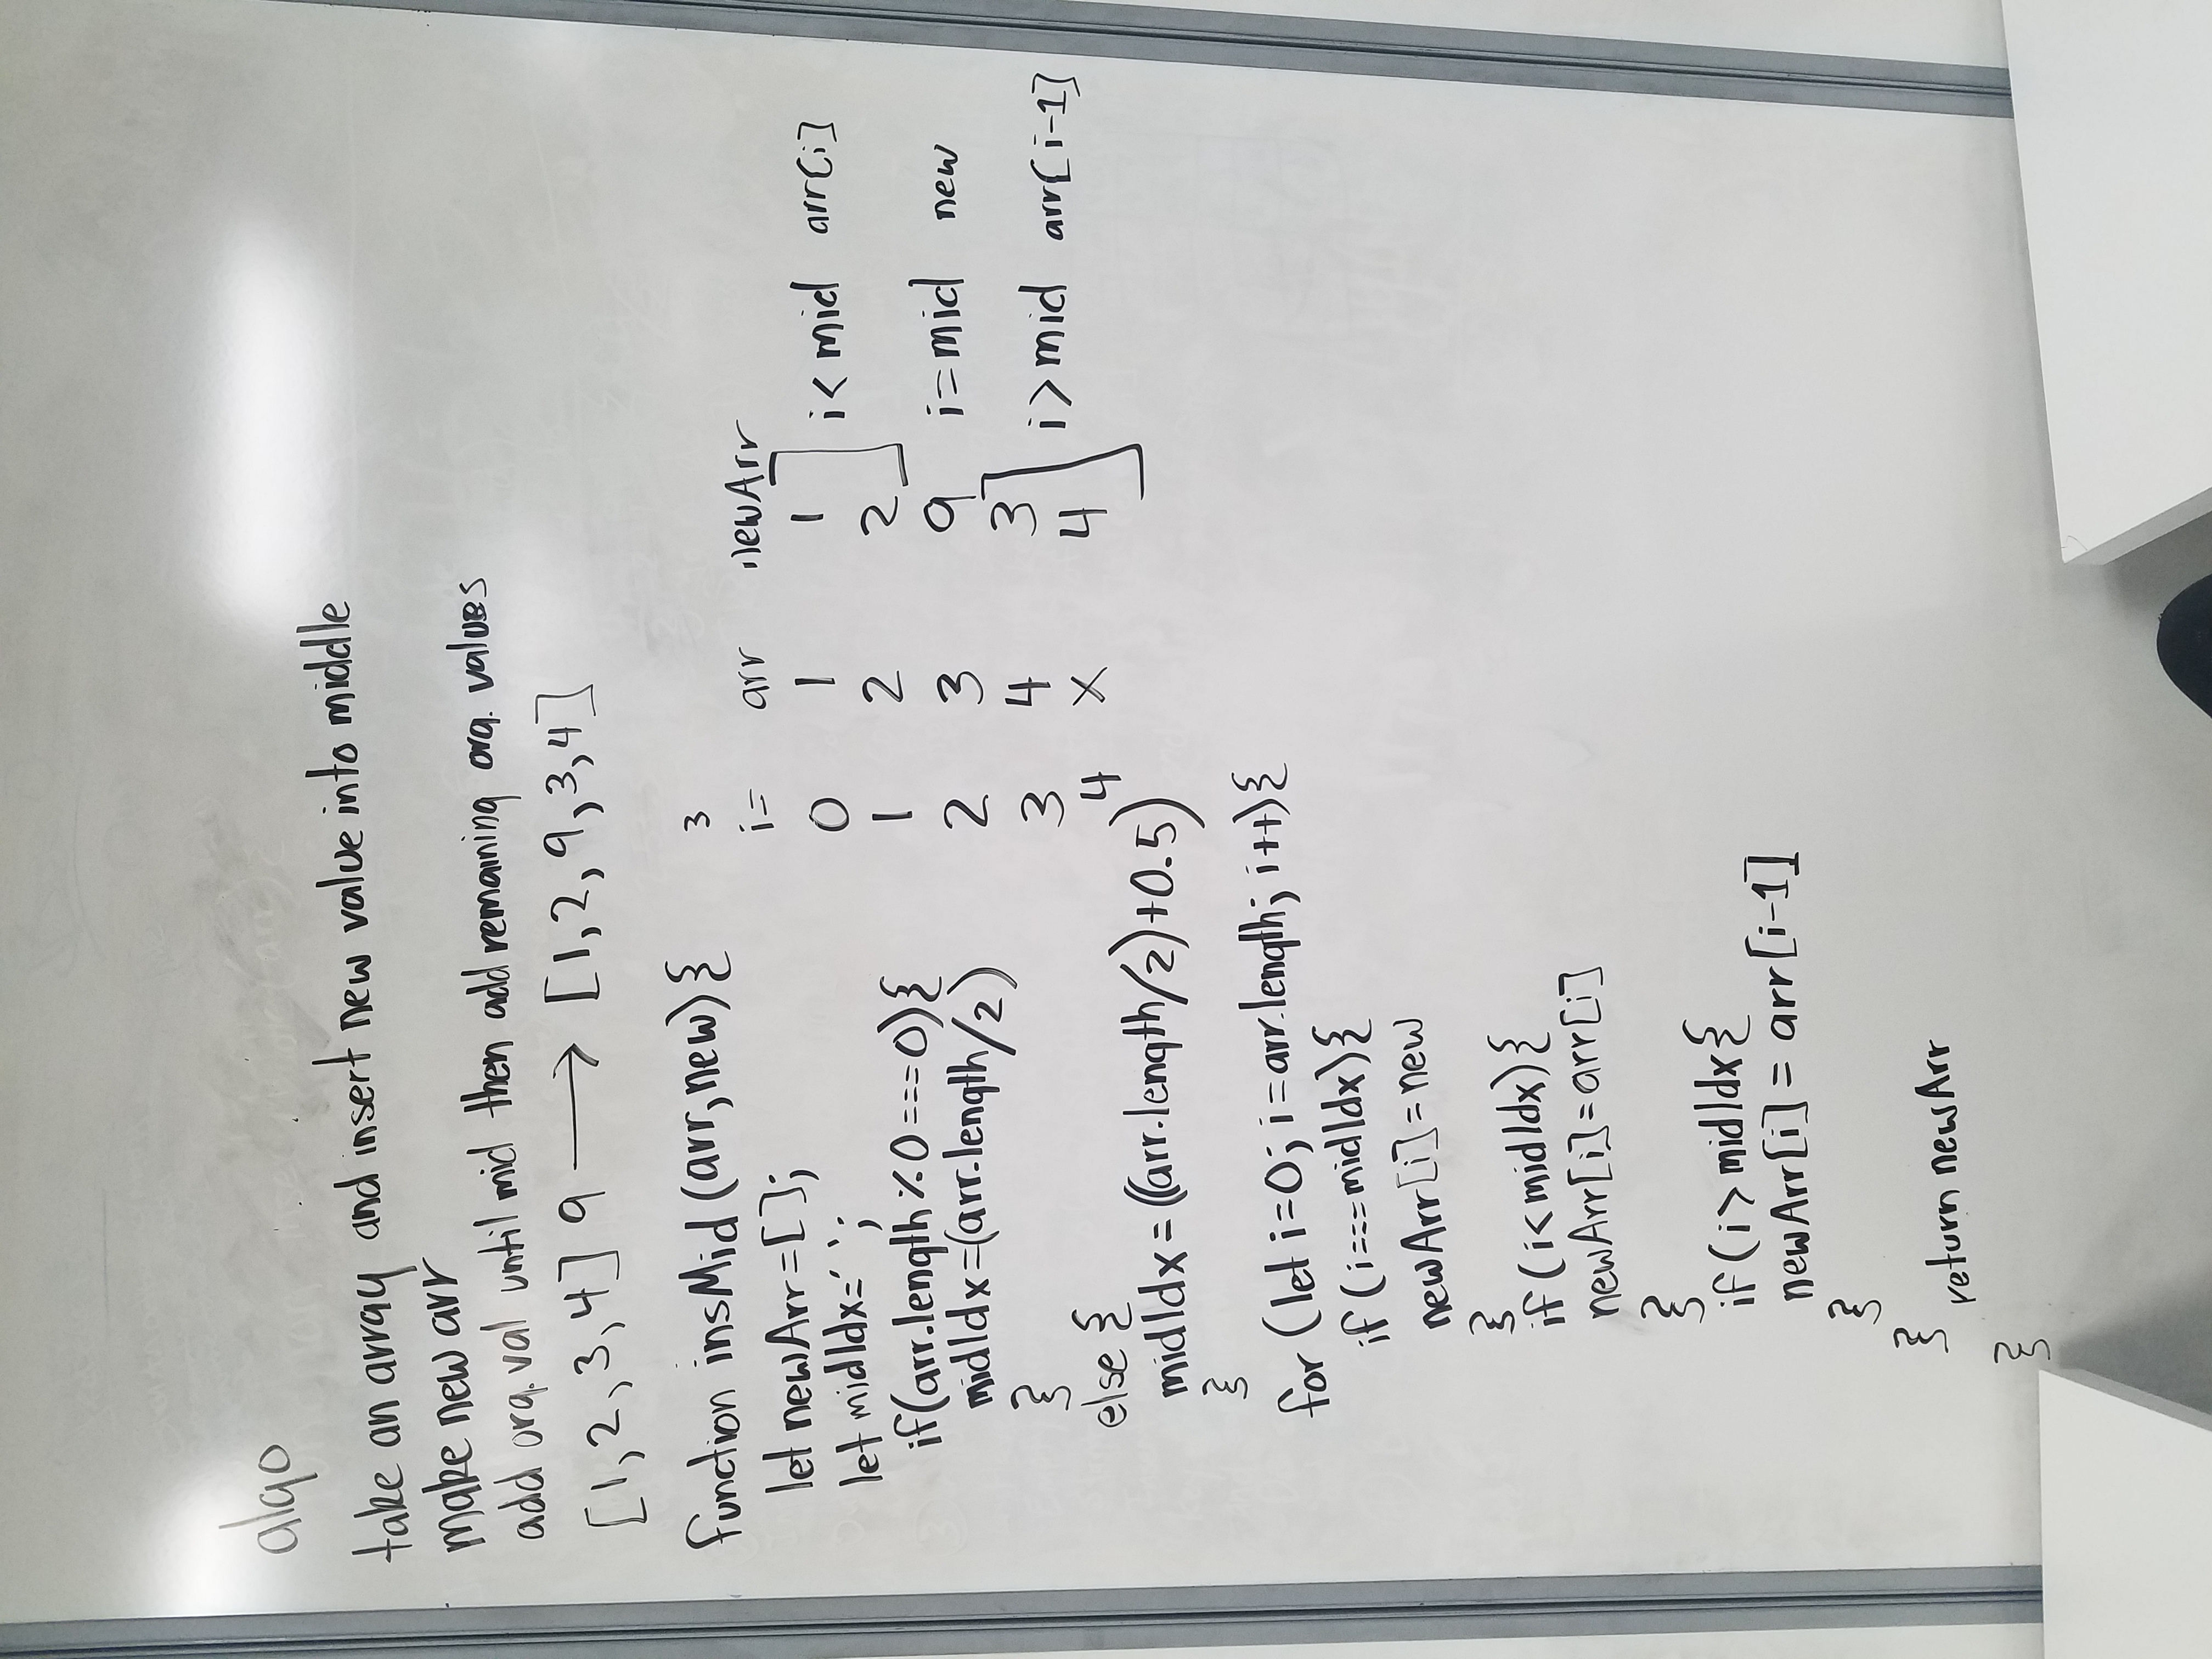 algo
take an array and insert new value into middle
make new arr
add org. val until mid then add remaining org. values
[1,2,3,4] 9 → [1,2,9,3,4]
function insMid (arr,new){
let newArr=[];
let midIdx=' ';
if(arr.length%0===0){
midIdx=(arr.length/2)
}
else {
midIdx=((arr.length/2)+0.5)
}
for (let i=0; i=arr.length; i++){
if (i===midIdx){
newArr[i]=new
}
if (i<midIdx){
newArr[i]=arr[i]
}
if (i>midIdx{
newArr[i] = arr[i-1]
}
}
return newArr
}
3
i= arr newArr
0 1 1
1 2 2
2 3 9
3 4 3
4 X 4
i<mid arr[i]
i=mid new
i>mid arr[i-1]